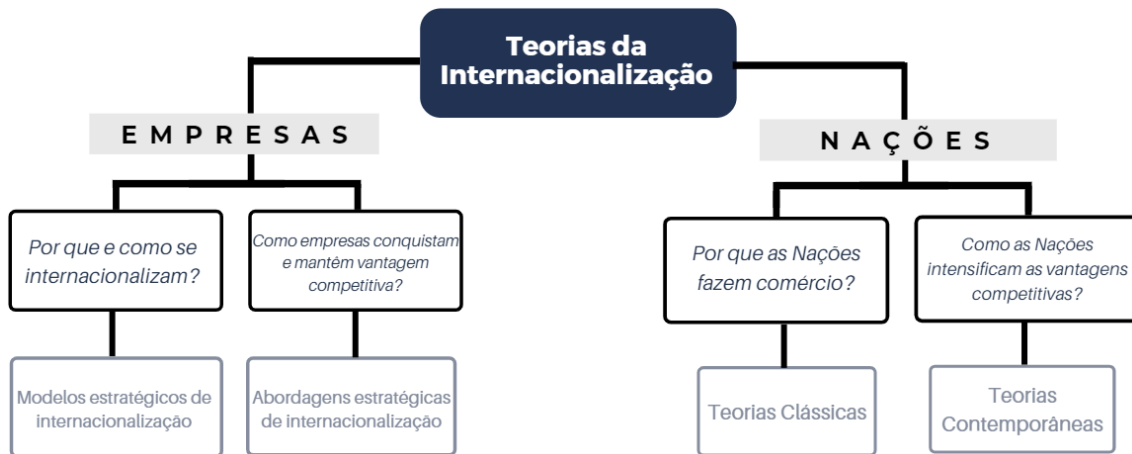 Teorias da
Internacionalização
EMPRESAS
NAÇÕES
Por que e como se
internacionalizam?
Como empresas conquistam
e mantêm vantagem
competitiva?
Por que as Nações
fazem comércio?
Como as Nações
intensificam as vantagens
competitivas?
Modelos estratégicos de
internacionalização
Abordagens estratégicas
de internacionalização
Teorias Clássicas
Teorias
Contemporâneas